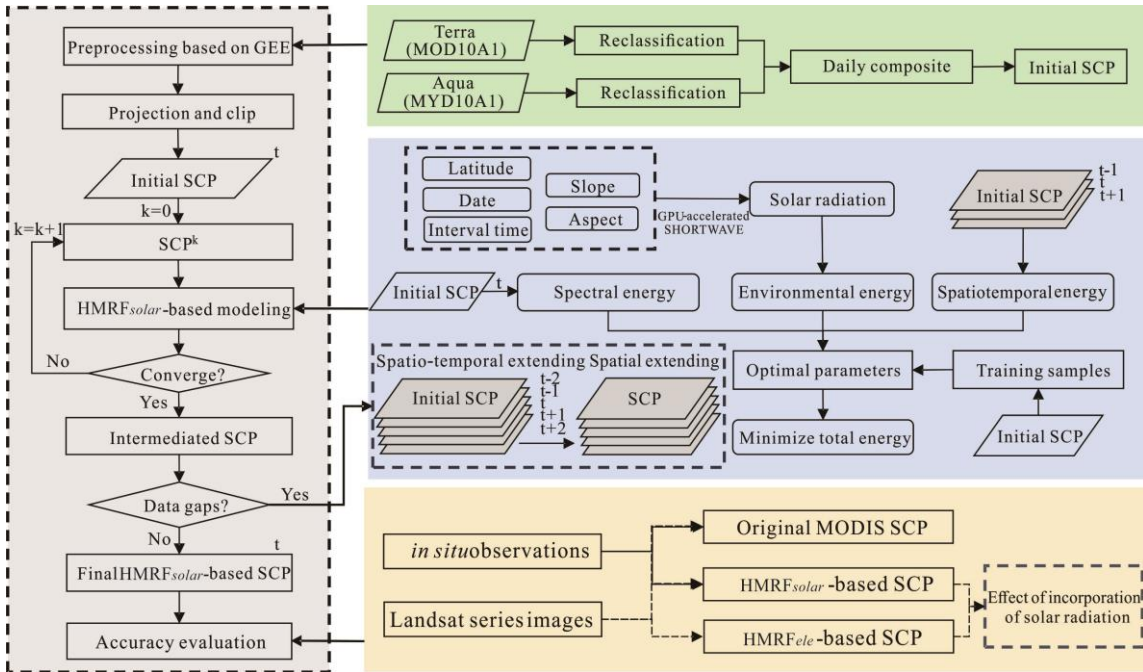 Preprocessing based on GEE
Projection and clip
t
Initial SCP
k=0
k=k+1
SCPk
HMRFsolar-based modeling
No
Converge?
Yes
Intermediated SCP
Data gaps?
Yes
No
t
FinalHMRFsolar-based SCP
Accuracy evaluation
Terra
(MOD10A1)
Reclassification
Aqua
(MYD10A1)
Reclassification
Daily composite
Initial SCP
Latitude
Date
Interval time
Slope
Aspect
GPU-accelerated
SHORTWAVE
Solar radiation
Initial SCP
t-1
t
t+1
Initial SCP
t
Spectral energy
Environmental energy
Spatiotemporal energy
Spatio-temporal extending
Spatial extending
Initial SCP
t-2
t-1
t
t+1
t+2
SCP
Optimal parameters
Training samples
Minimize total energy
Initial SCP
in situobservations
Landsat series images
Original MODIS SCP
HMRFsolar-based SCP
HMRFele-based SCP
Effect of incorporation
of solar radiation